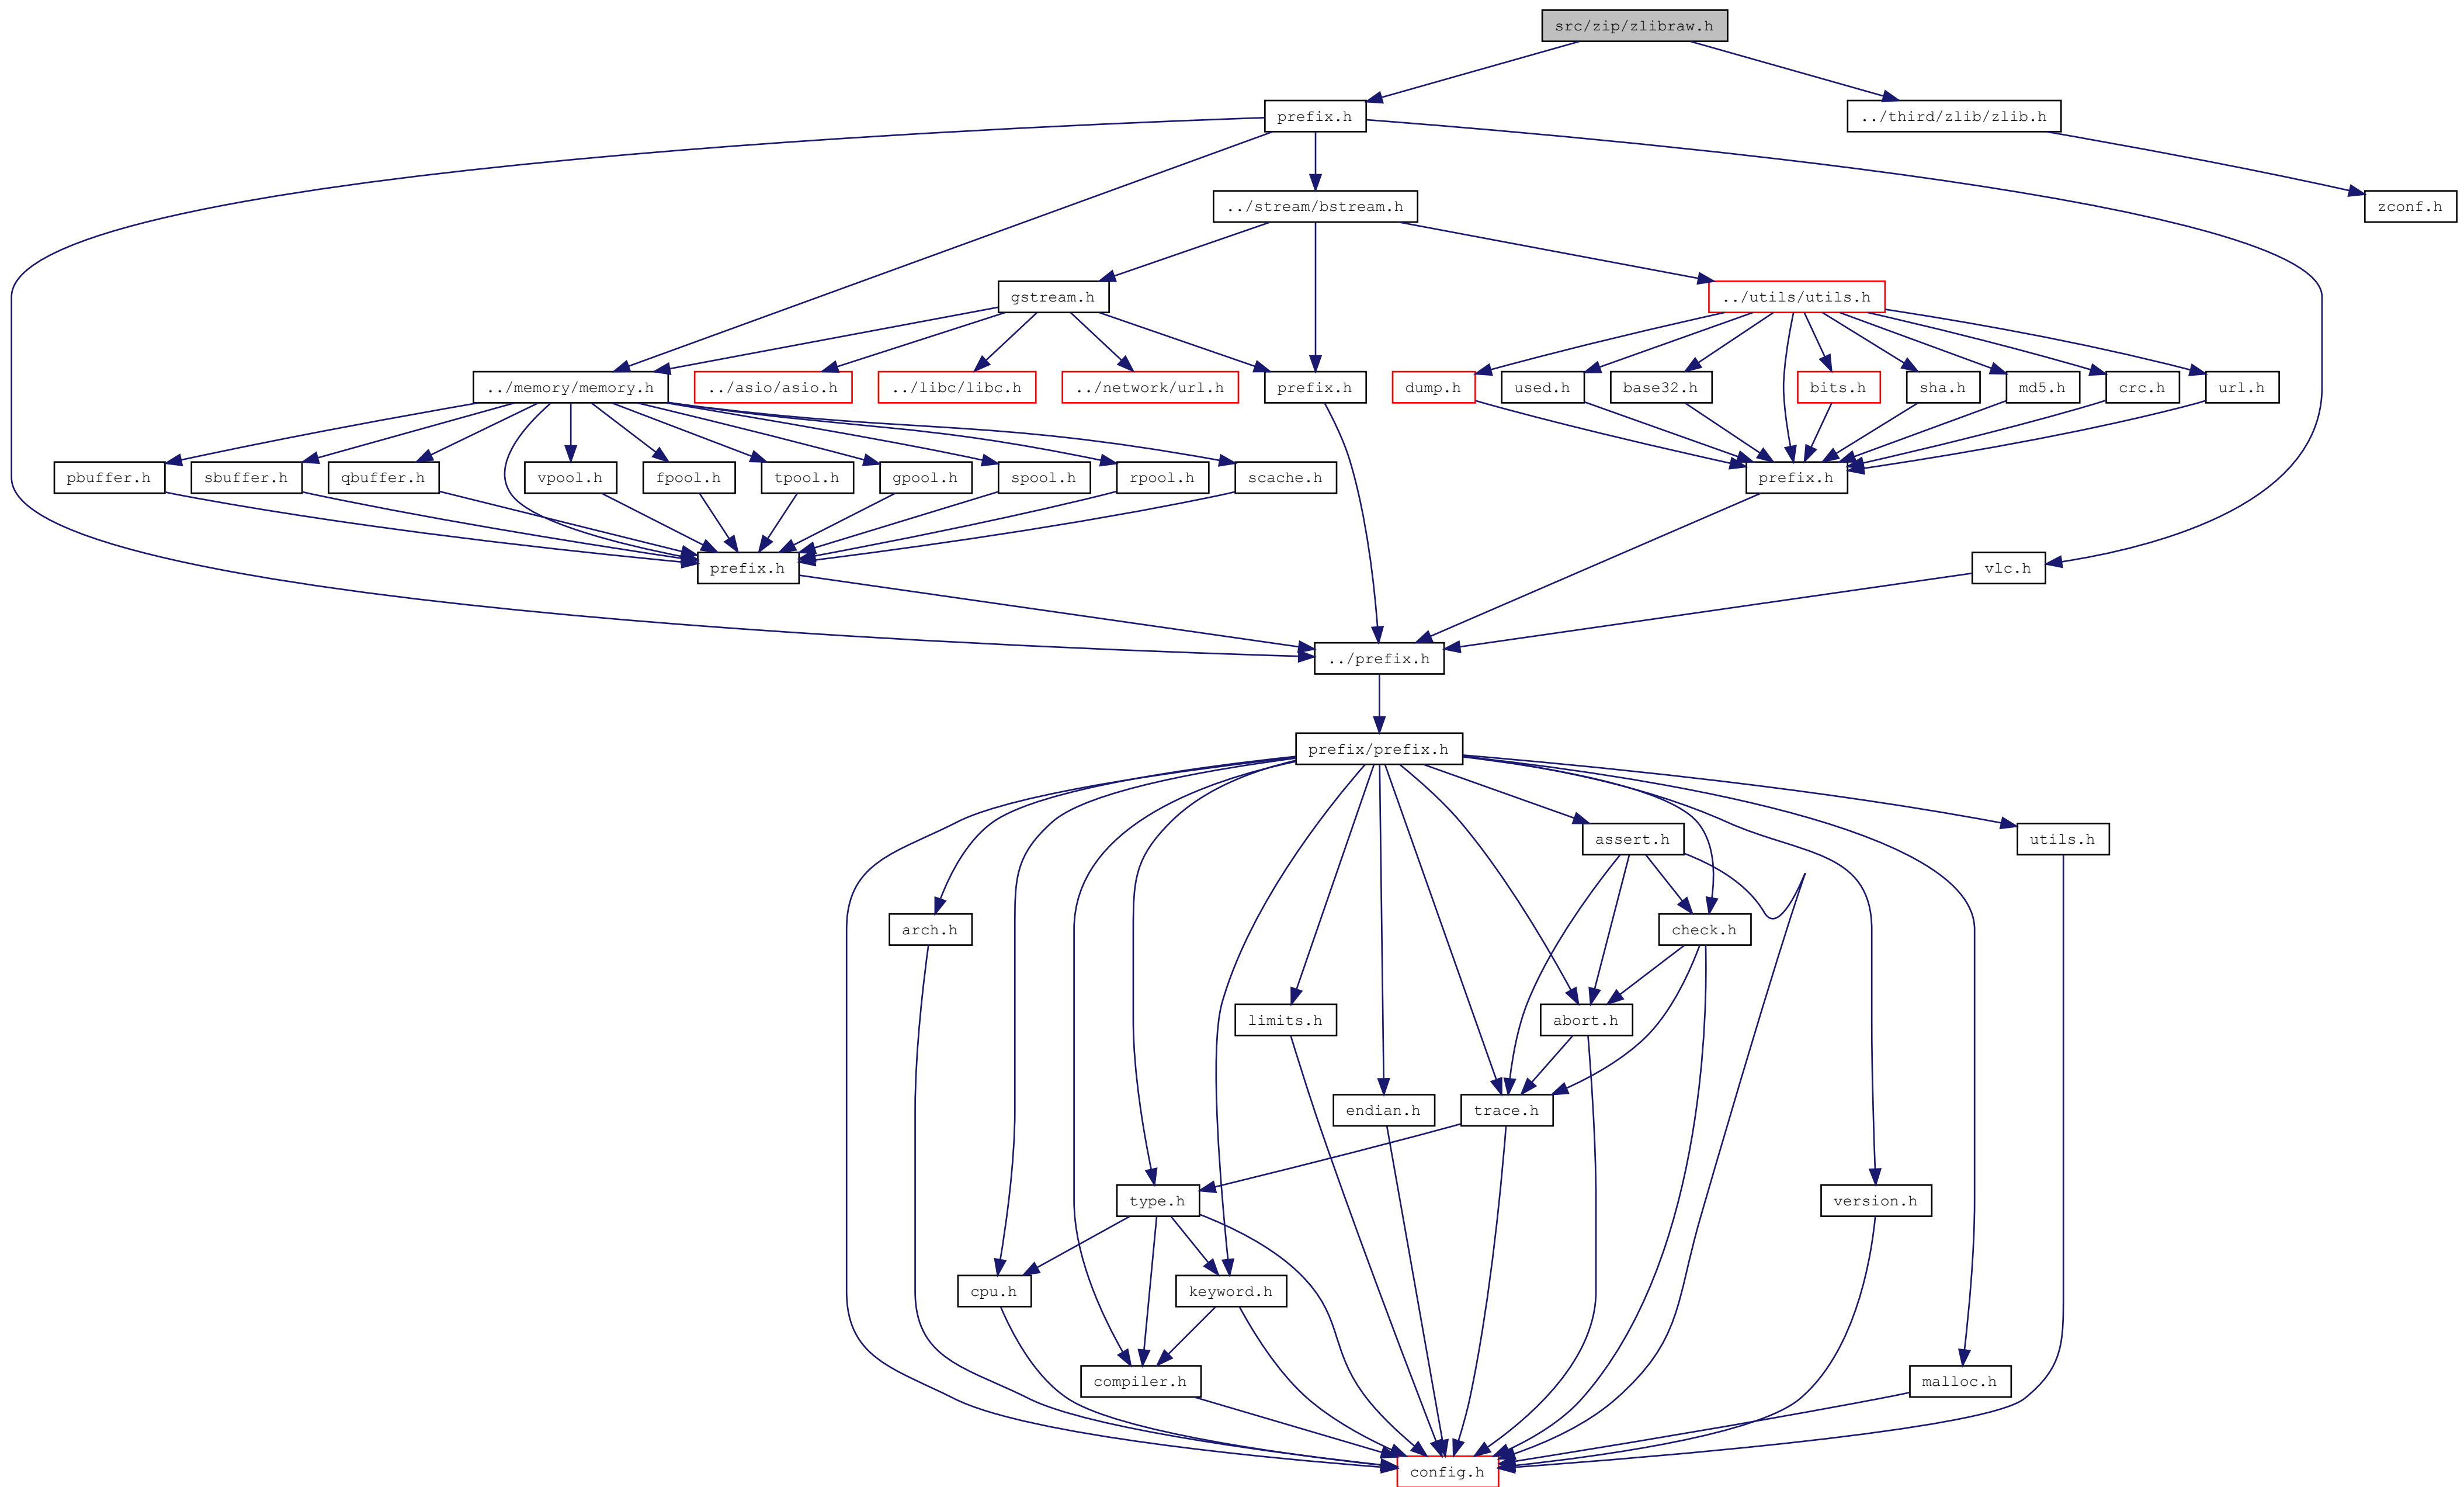 src/zip/zlibraw.h
prefix.h
../third/zlib/zlib.h
../stream/bstream.h
zconf.h
gstream.h
../utils/utils.h
../memory/memory.h
../asio/asio.h
../libc/libc.h
../network/url.h
prefix.h
dump.h
used.h
base32.h
bits.h
sha.h
md5.h
crc.h
url.h
pbuffer.h
sbuffer.h
qbuffer.h
vpool.h
fpool.h
tpool.h
gpool.h
spool.h
rpool.h
scache.h
prefix.h
prefix.h
vlc.h
../prefix.h
prefix/prefix.h
assert.h
utils.h
arch.h
check.h
limits.h
abort.h
endian.h
trace.h
type.h
version.h
cpu.h
keyword.h
compiler.h
malloc.h
config.h